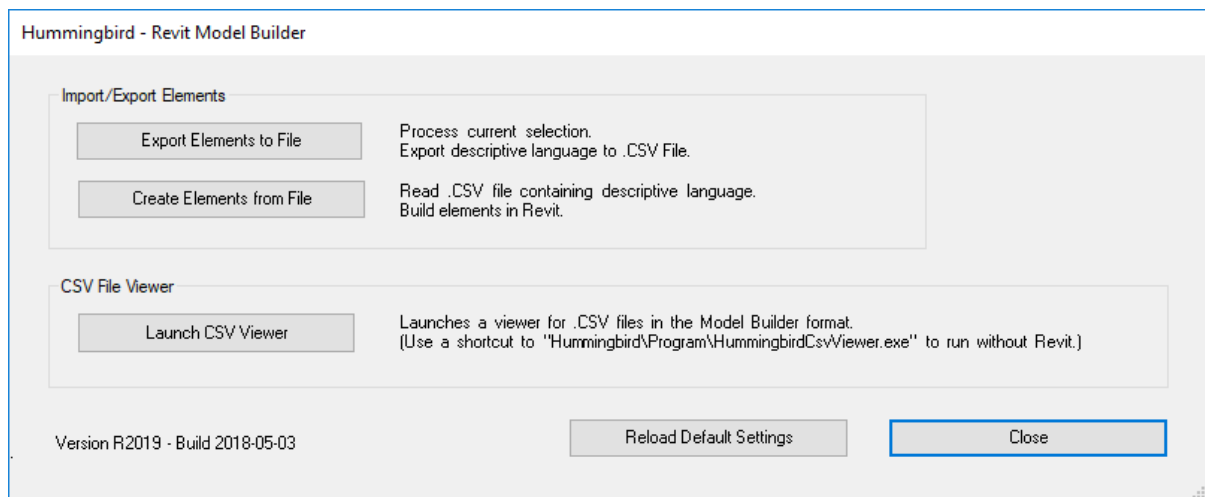 Hummingbird - Revit Model Builder
Import/Export Elements
Export Elements to File
Process current selection.
Export descriptive language to .CSV File.
Create Elements from File
Read .CSV file containing descriptive language.
Build elements in Revit.
CSV File Viewer
Launch CSV Viewer
Launches a viewer for .CSV files in the Model Builder format.
(Use a shortcut to "Hummingbird\Program\HummingbirdCsvViewer.exe" to run without Revit.)
Version R2019 - Build 2018-05-03
Reload Default Settings
Close